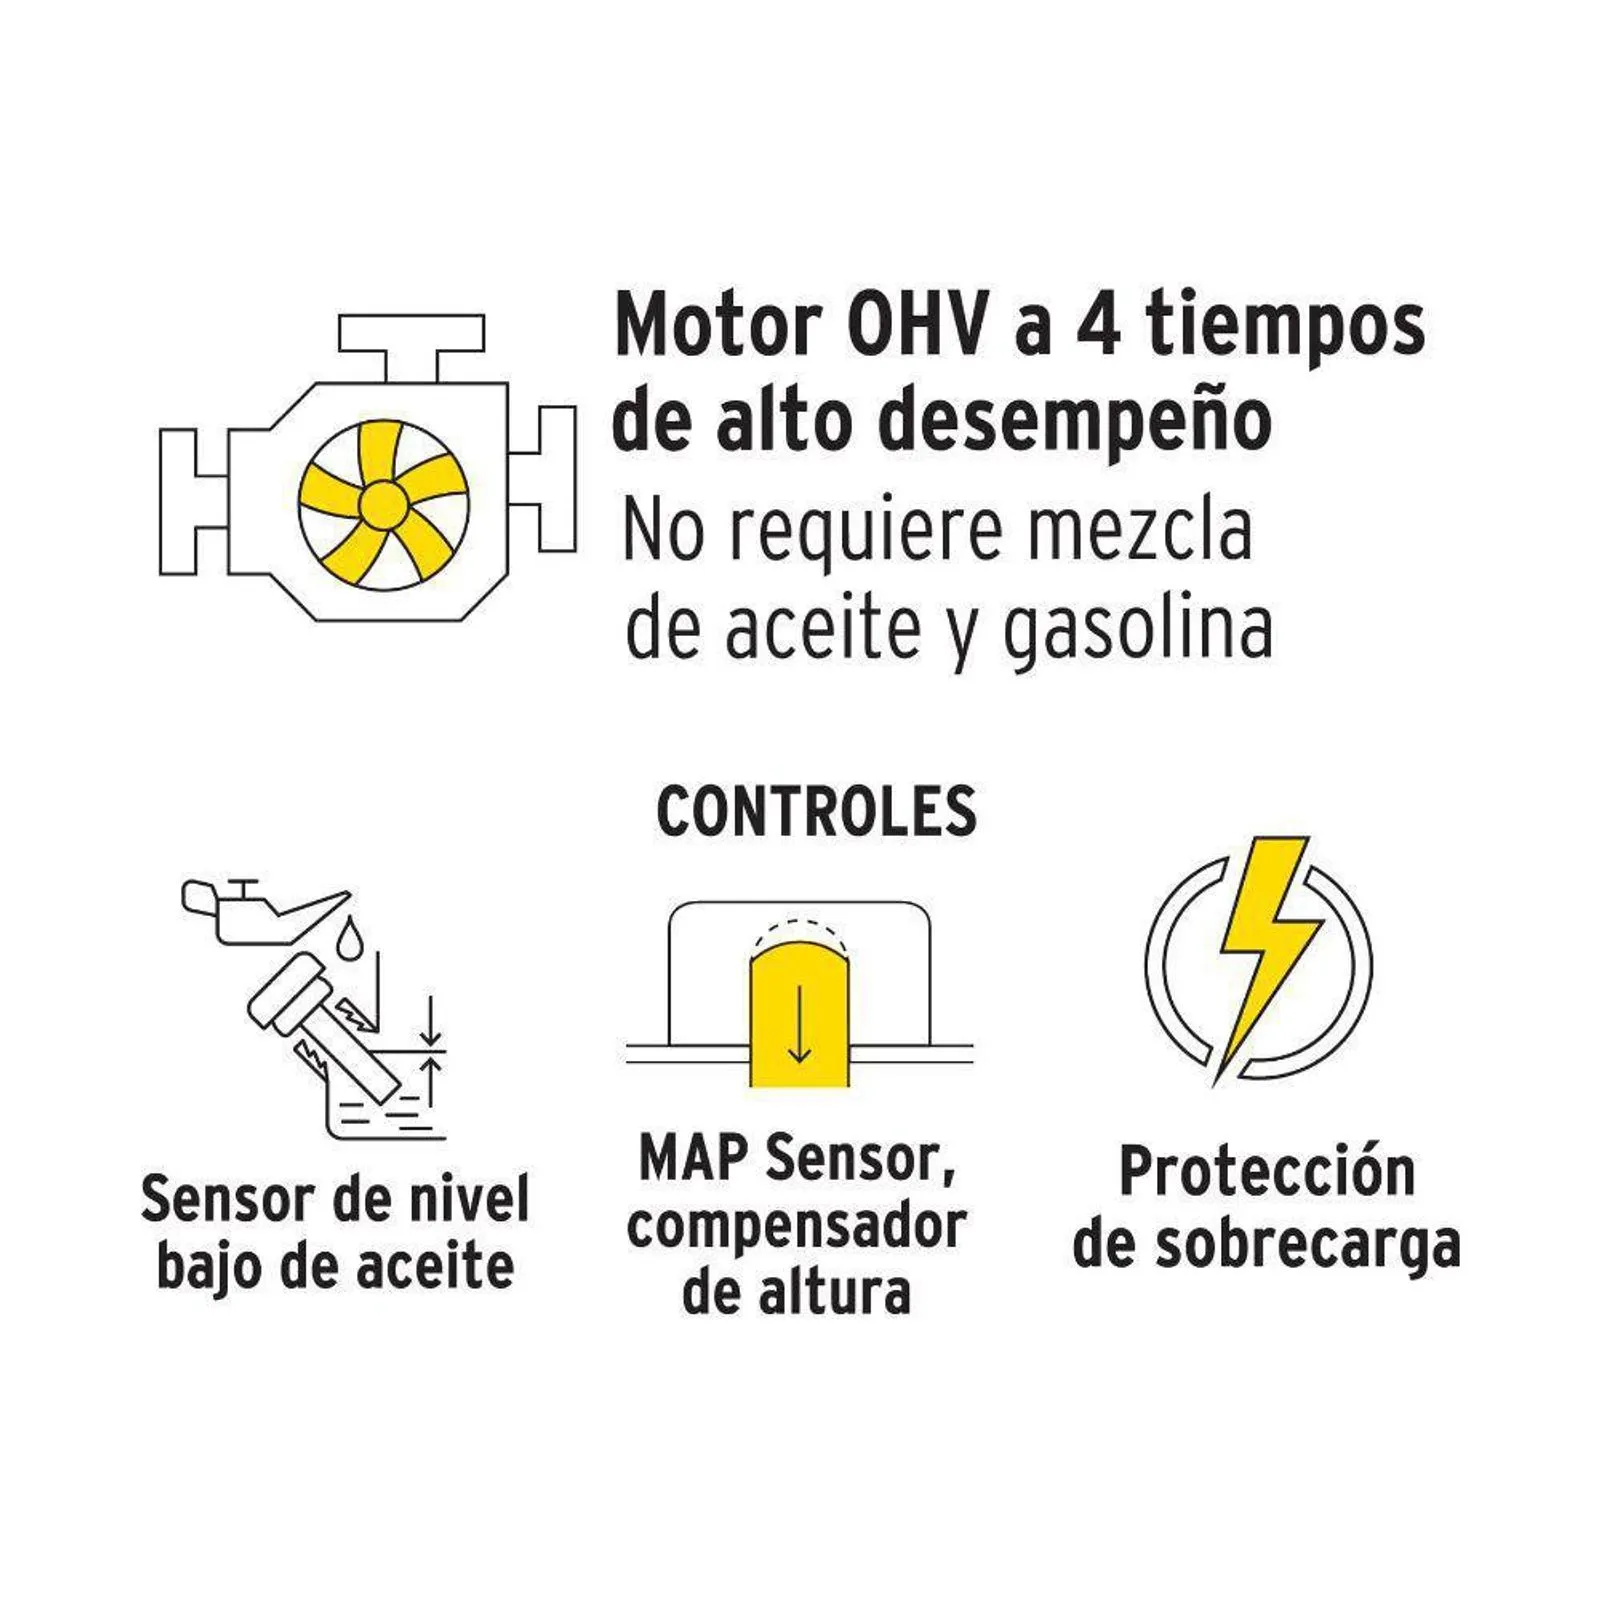 Motor OHV a 4 tiempos
de alto desempeño
No requiere mezcla
de aceite y gasolina
CONTROLES
Sensor de nivel
bajo de aceite
MAP Sensor,
compensador
de altura
Protección
de sobrecarga